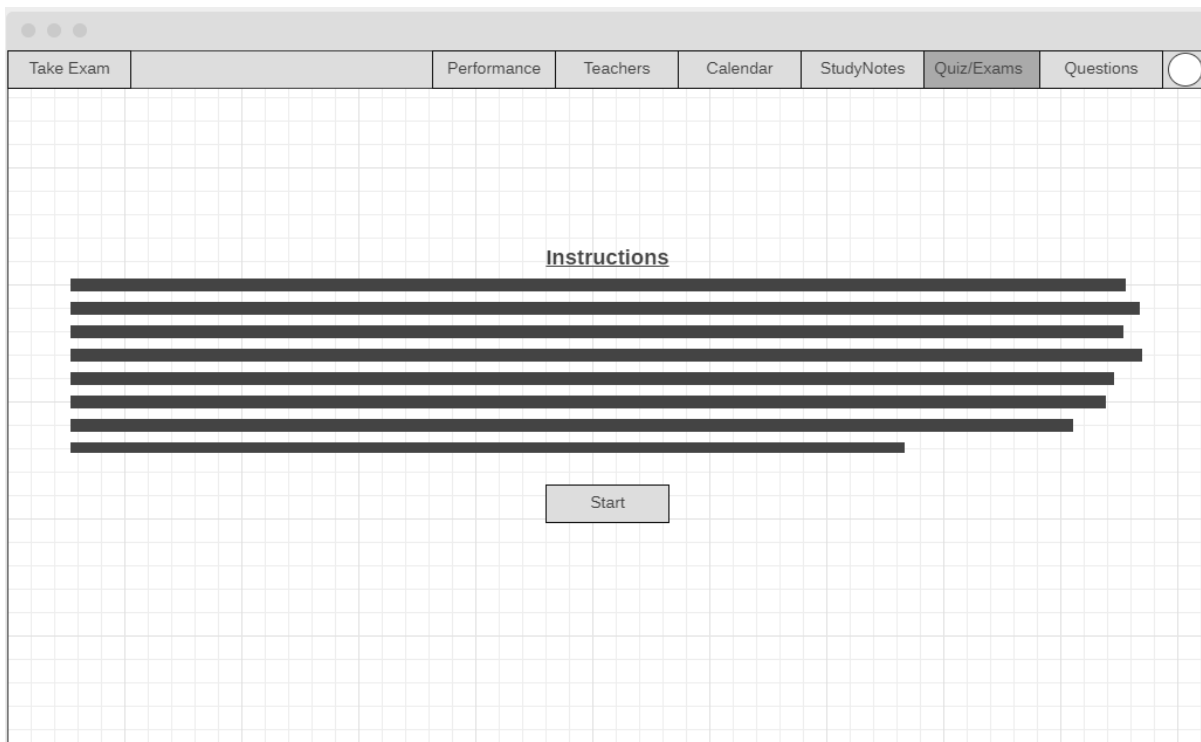 Take Exam Performance Teachers Calendar StudyNotes Quiz/Exams Questions
Instructions
Start